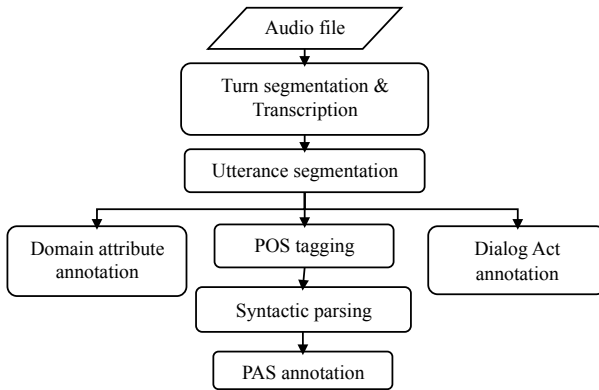 Audio file
Turn segmentation &
Transcription
Utterance segmentation
Domain attribute
annotation
POS tagging
Dialog Act
annotation
Syntactic parsing
PAS annotation